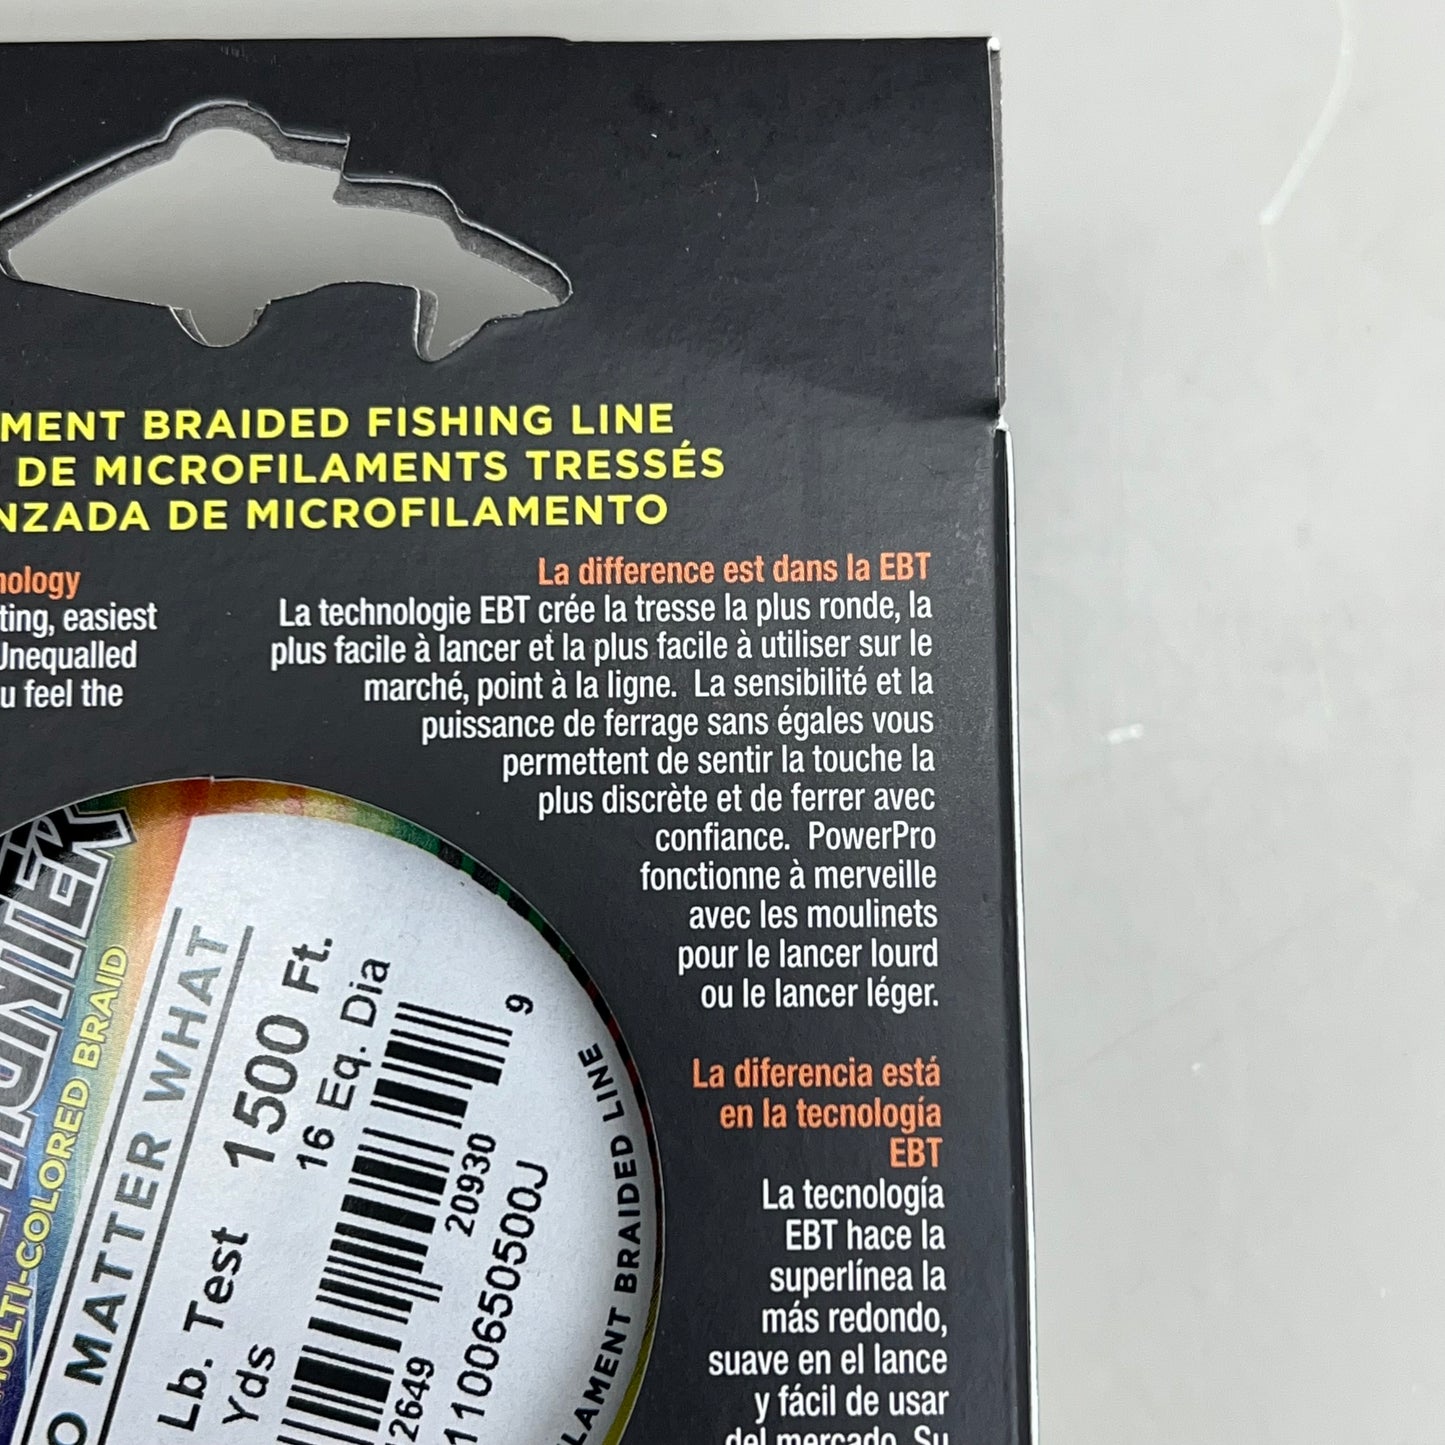 MENT BRAIDED FISHING LINE
DE MICROFILAMENTS TRESSÉS
NZADA DE MICROFILAMENTO
nology
ting, easiest
Unequalled
u feel the
La difference est dans la EBT
La technologie EBT crée la tresse la plus ronde, la
plus facile à lancer et la plus facile à utiliser sur le
marché, point à la ligne. La sensibilité et la
puissance de ferrage sans égales vous
permettent de sentir la touche la
plus discrète et de ferrer avec
confiance. PowerPro
fonctionne à merveille
avec les moulinets
pour le lancer lourd
ou le lancer léger.
La diferencia está
en la tecnología
EBT
La tecnología
EBT hace la
superlínea la
más redondo,
suave en el lance
y fácil de usar
del mercado. Su
MULTI-COLORED BRAID
O MATTER WHAT
Lb. Test 1500 Ft.
Yds 16 Eq. Dia
2649 20930 9
1100650500J
LAMENT BRAIDED LINE